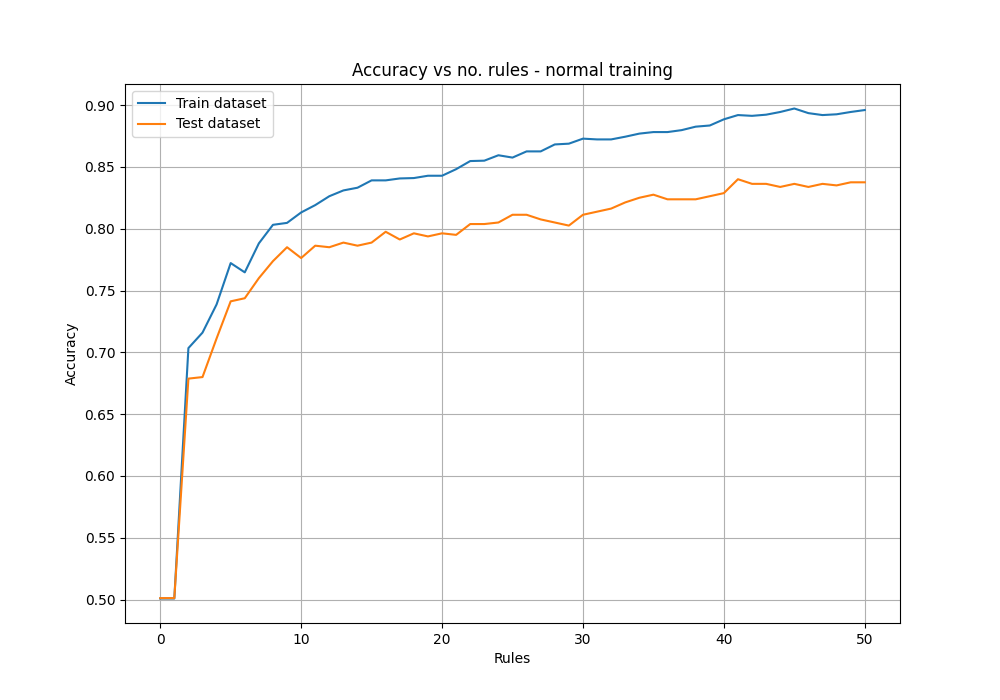 Accuracy vs no. rules - normal training
Train dataset
Test dataset
0.90
0.85
0.80
0.75
0.70
0.65
0.60
0.55
0.50
Accuracy
0 10 20 30 40 50
Rules